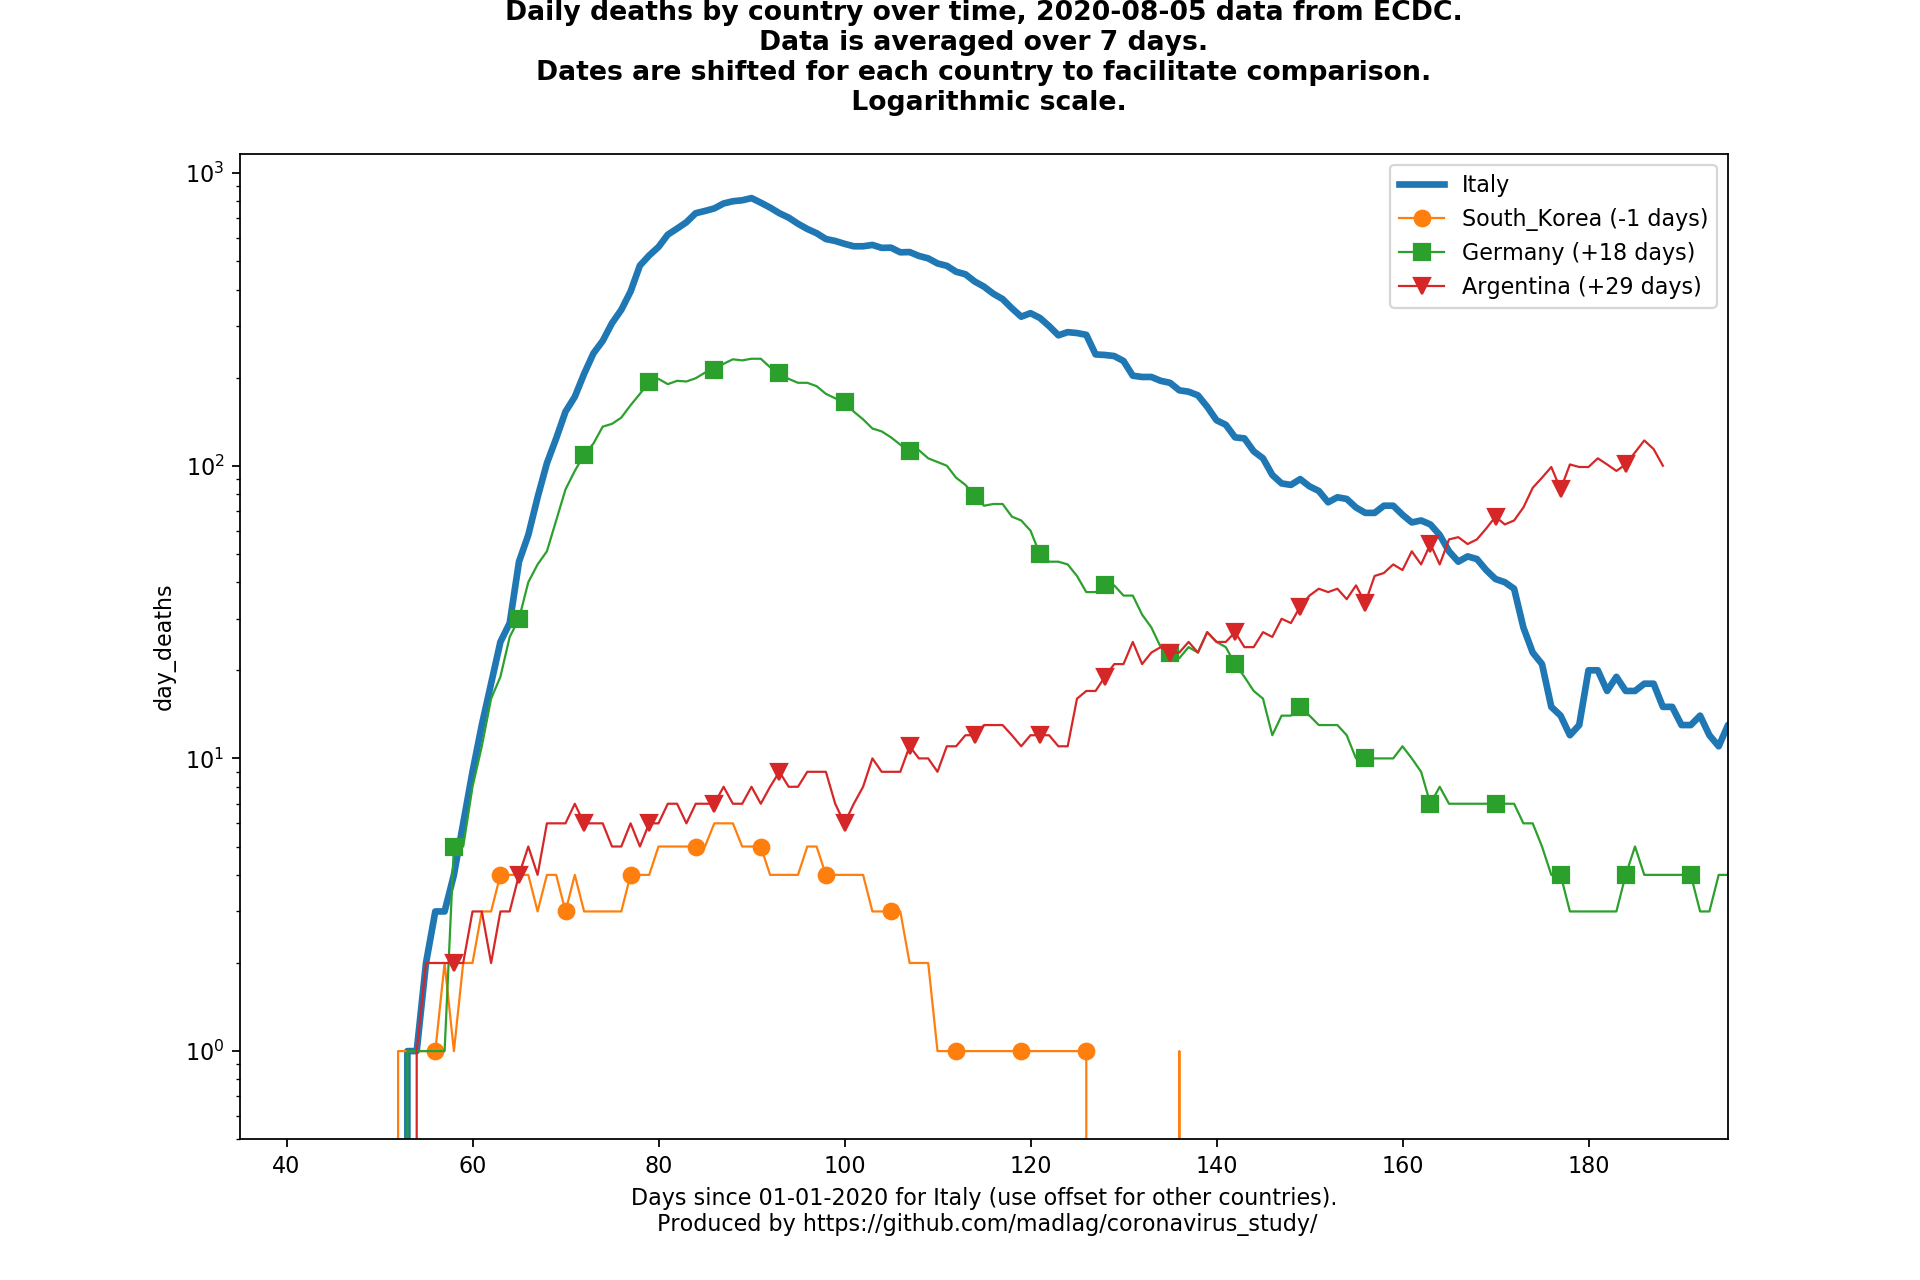 Daily deaths by country over time, 2020-08-05 data from ECDC.
Data is averaged over 7 days.
Dates are shifted for each country to facilitate comparison.
Logarithmic scale.
10³
10²
10¹
10⁰
day_deaths
Italy
South_Korea (-1 days)
Germany (+18 days)
Argentina (+29 days)
40 60 80 100 120 140 160 180
Days since 01-01-2020 for Italy (use offset for other countries).
Produced by https://github.com/madlag/coronavirus_study/